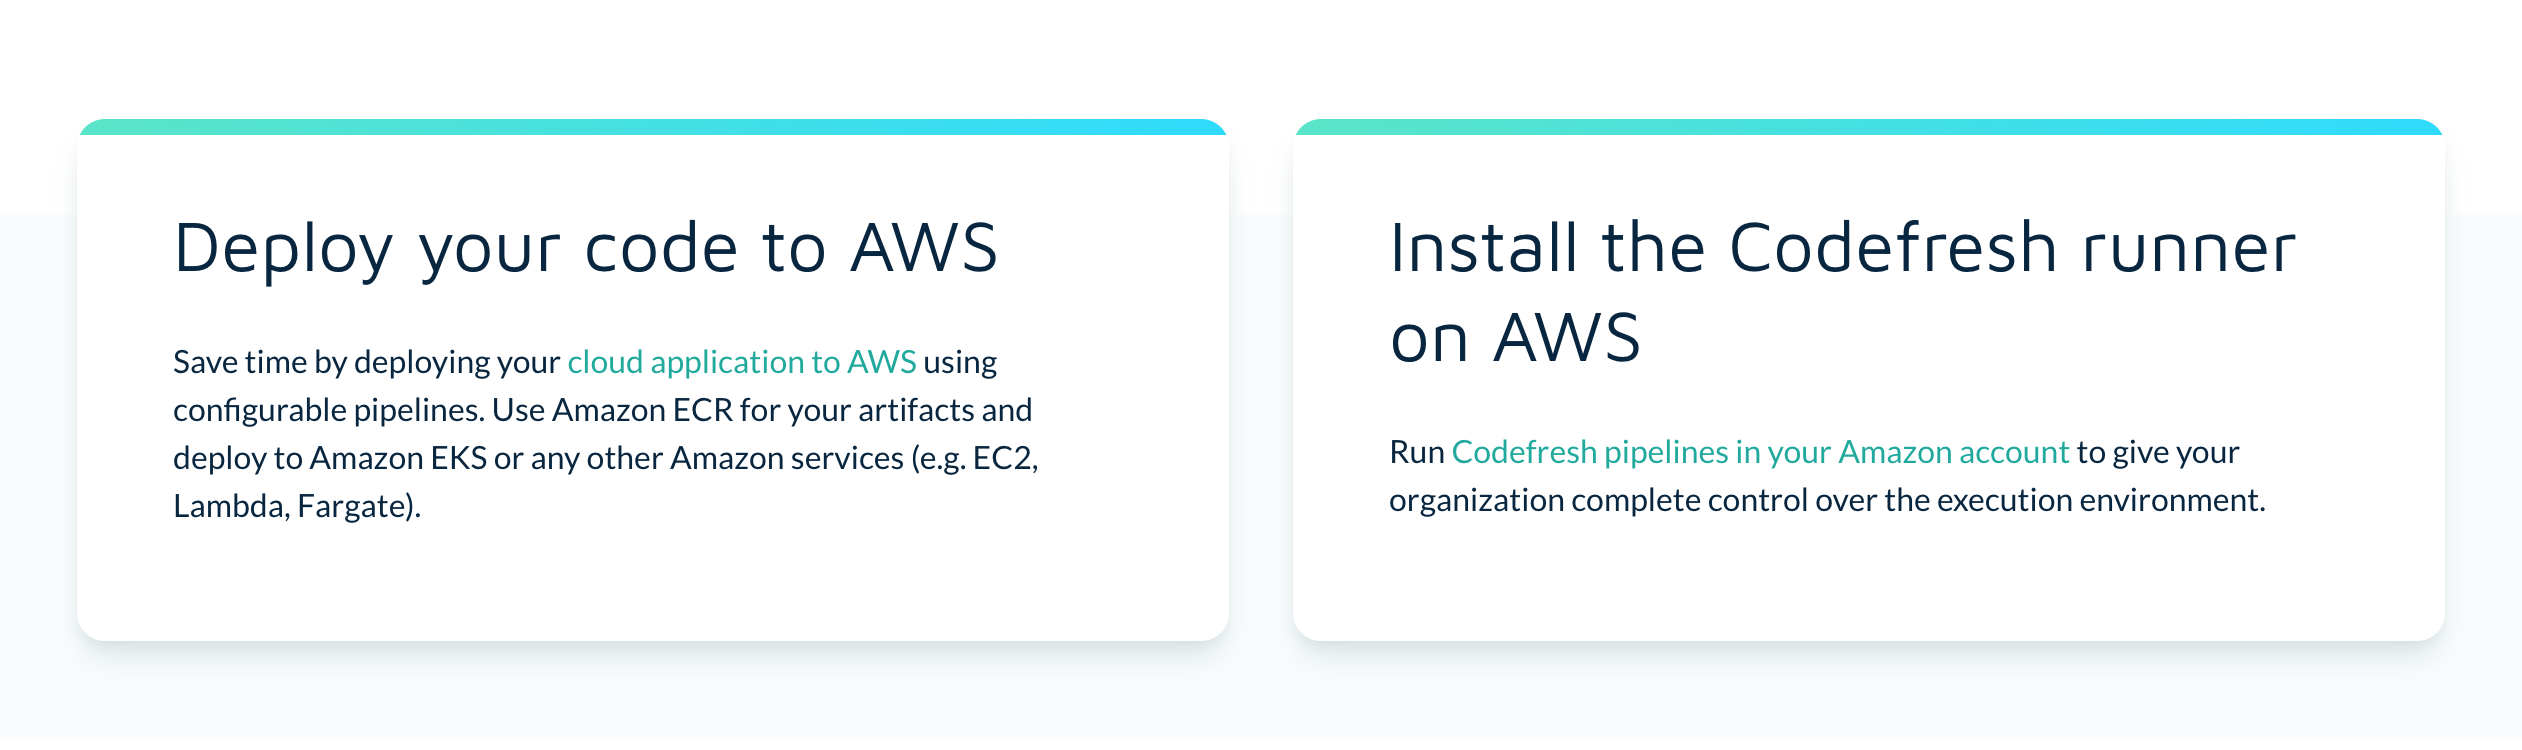 Deploy your code to AWS
Save time by deploying your cloud application to AWS using
configurable pipelines. Use Amazon ECR for your artifacts and
deploy to Amazon EKS or any other Amazon services (e.g. EC2,
Lambda, Fargate).
Install the Codefresh runner
on AWS
Run Codefresh pipelines in your Amazon account to give your
organization complete control over the execution environment.